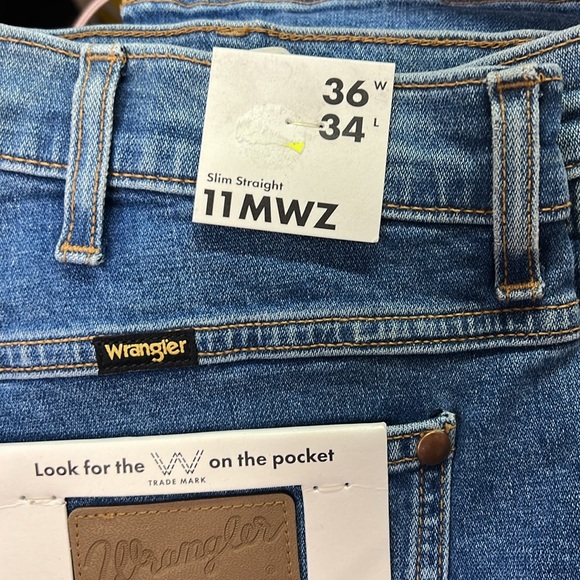 36 W
34 L
Slim Straight
11MWZ
Wrangler
Look for the W on the pocket
TRADE MARK
Wrangler
®